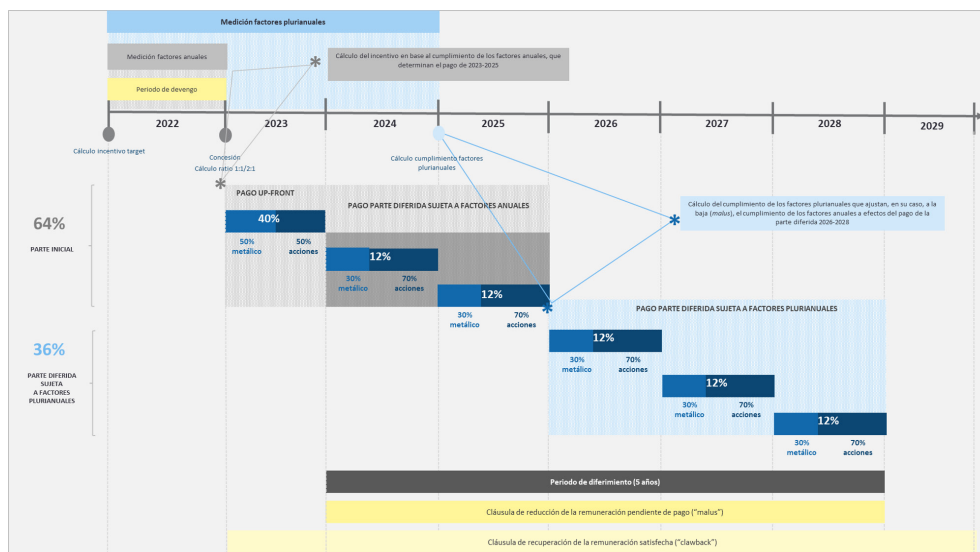 Medición factores plurianuales
Medición factores anuales
Cálculo del incentivo en base al cumplimiento de los factores anuales, que
determinan el pago de 2023-2025
Periodo de devengo
2022
2023
2024
2025
2026
2027
2028
2029
Cálculo incentivo target
Concesión
Cálculo ratio 1:1/2:1
Cálculo cumplimiento factores
plurianuales
64%
PARTE INICIAL
PAGO UP-FRONT
PAGO PARTE DIFERIDA SUJETA A FACTORES ANUALES
Cálculo del cumplimiento de los factores plurianuales que ajustan, en su caso, a la
baja (malus), el cumplimiento de los factores anuales a efectos del pago de la
parte diferida 2026-2028
40%
50%
metálico
50%
acciones
12%
30%
metálico
70%
acciones
12%
30%
metálico
70%
acciones
36%
PARTE DIFERIDA
SUJETA
A FACTORES
PLURIANUALES
PAGO PARTE DIFERIDA SUJETA A FACTORES PLURIANUALES
12%
30%
metálico
70%
acciones
12%
30%
metálico
70%
acciones
12%
30%
metálico
70%
acciones
Periodo de diferimiento (5 años)
Cláusula de reducción de la remuneración pendiente de pago ("malus")
Cláusula de recuperación de la remuneración satisfecha ("clawback")